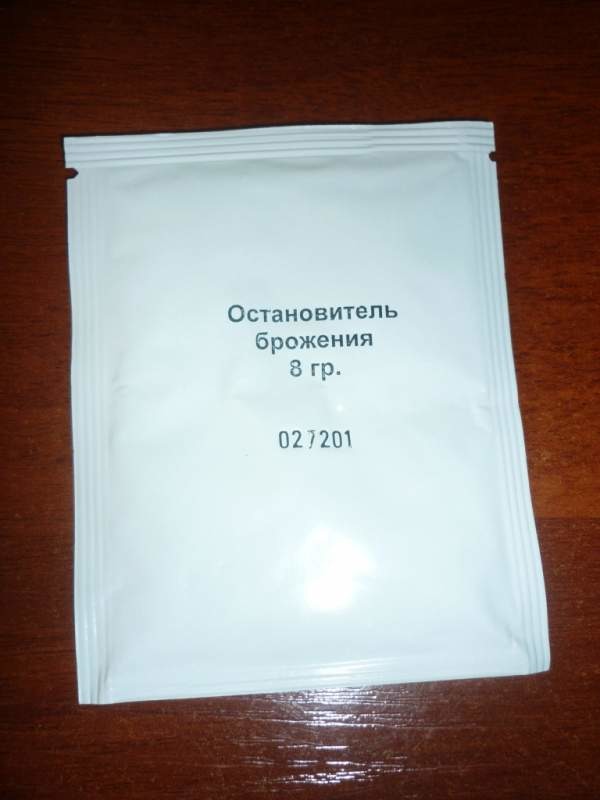 Остановитель
брожения
8 гр.
027201